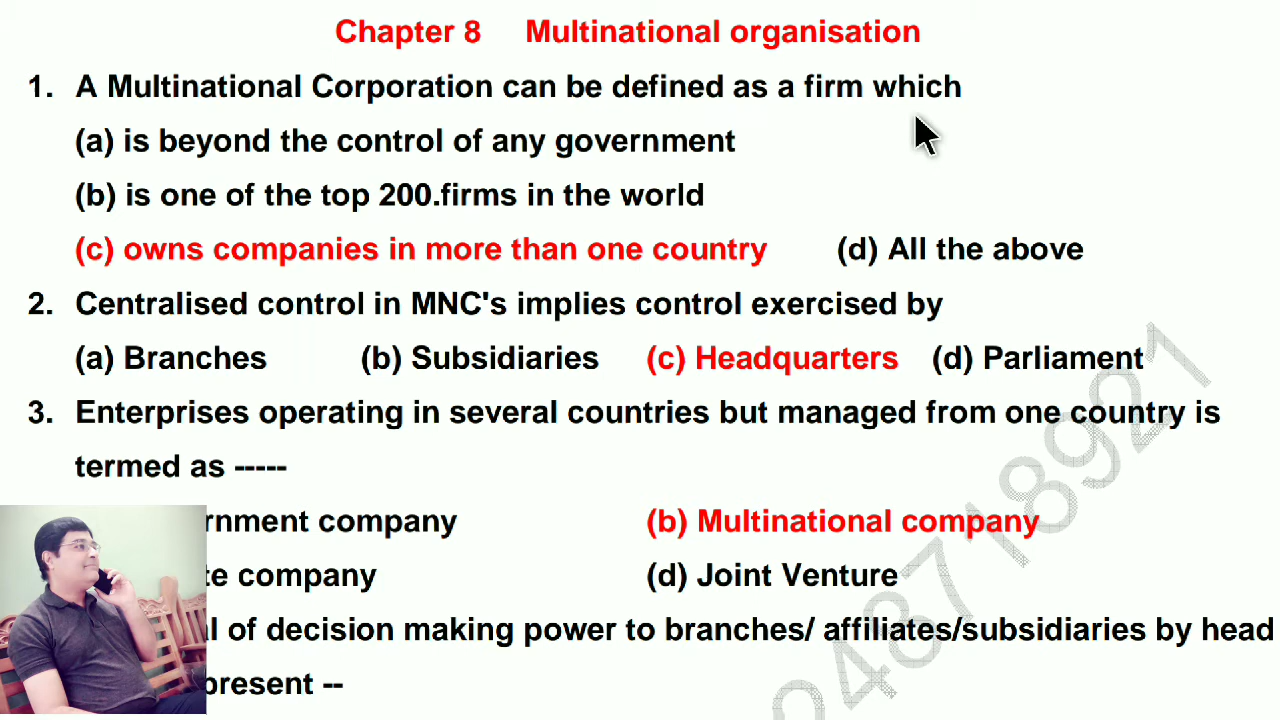 Chapter 8 Multinational organisation
1. A Multinational Corporation can be defined as a firm which
(a) is beyond the control of any government
(b) is one of the top 200.firms in the world
(c) owns companies in more than one country (d) All the above
2. Centralised control in MNC's implies control exercised by
(a) Branches (b) Subsidiaries (c) Headquarters (d) Parliament
3. Enterprises operating in several countries but managed from one country is
termed as -----
company (b) Multinational company
company (d) Joint Venture
of decision making power to branches/ affiliates/subsidiaries by head
present --